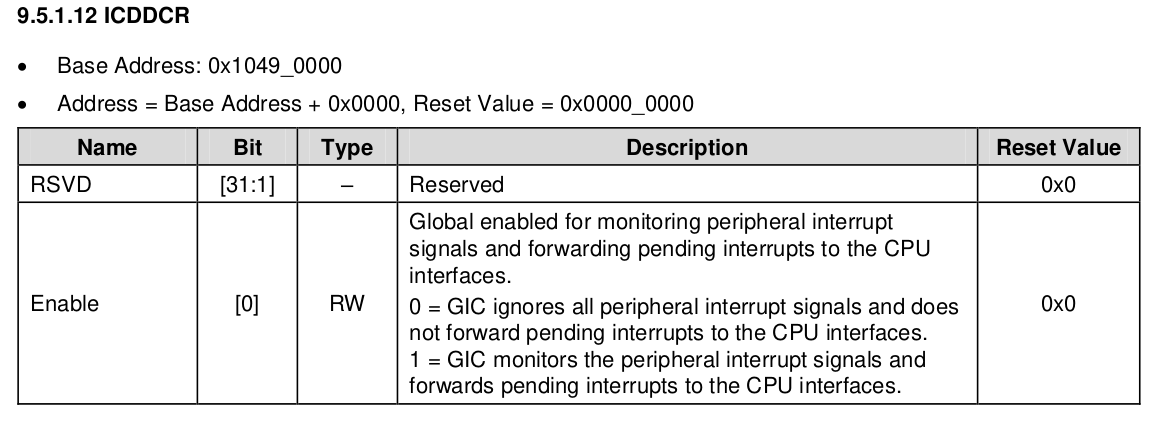 9.5.1.12 ICDDCR
• Base Address: 0x1049_0000
• Address = Base Address + 0x0000, Reset Value = 0x0000_0000
Name Bit Type Description Reset Value
RSVD [31:1] – Reserved 0x0
Global enabled for monitoring peripheral interrupt
signals and forwarding pending interrupts to the CPU
interfaces.
Enable [0] RW 0x0
0 = GIC ignores all peripheral interrupt signals and does
not forward pending interrupts to the CPU interfaces.
1 = GIC monitors the peripheral interrupt signals and
forwards pending interrupts to the CPU interfaces.